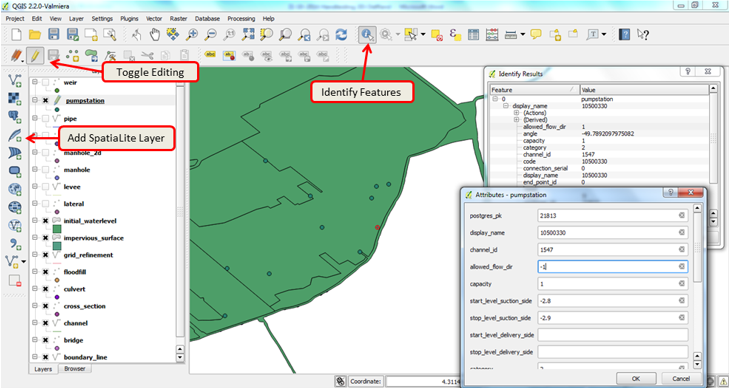 QGIS 2.2.0-Valmiera
Project Edit View Layer Settings Plugins Vector Raster Database Processing Help
Toggle Editing
Identify Features
Add SpatiaLite Layer
weir
pumpstation
pipe
manhole_2d
manhole
levee
lateral
initial_waterlevel
impervious_surface
grid_refinement
floodfill
culvert
cross_section
channel
bridge
boundary_line
Layers Browser
Coordinate: 4.3114
Identify Results
Feature Value
0 pumpstation
display_name 10500330
(Actions)
(Derived)
allowed_flow_dir 1
angle -49.7892097975082
capacity 1
category 2
channel_id 1547
code 10500330
connection_serial 0
display_name 10500330
end_point_id 0
Attributes - pumpstation
postgres_pk 21813
display_name 10500330
channel_id 1547
allowed_flow_dir -1
capacity 1
start_level_suction_side -2.8
stop_level_suction_side -2.9
start_level_delivery_side
stop_level_delivery_side
category 2
OK Cancel